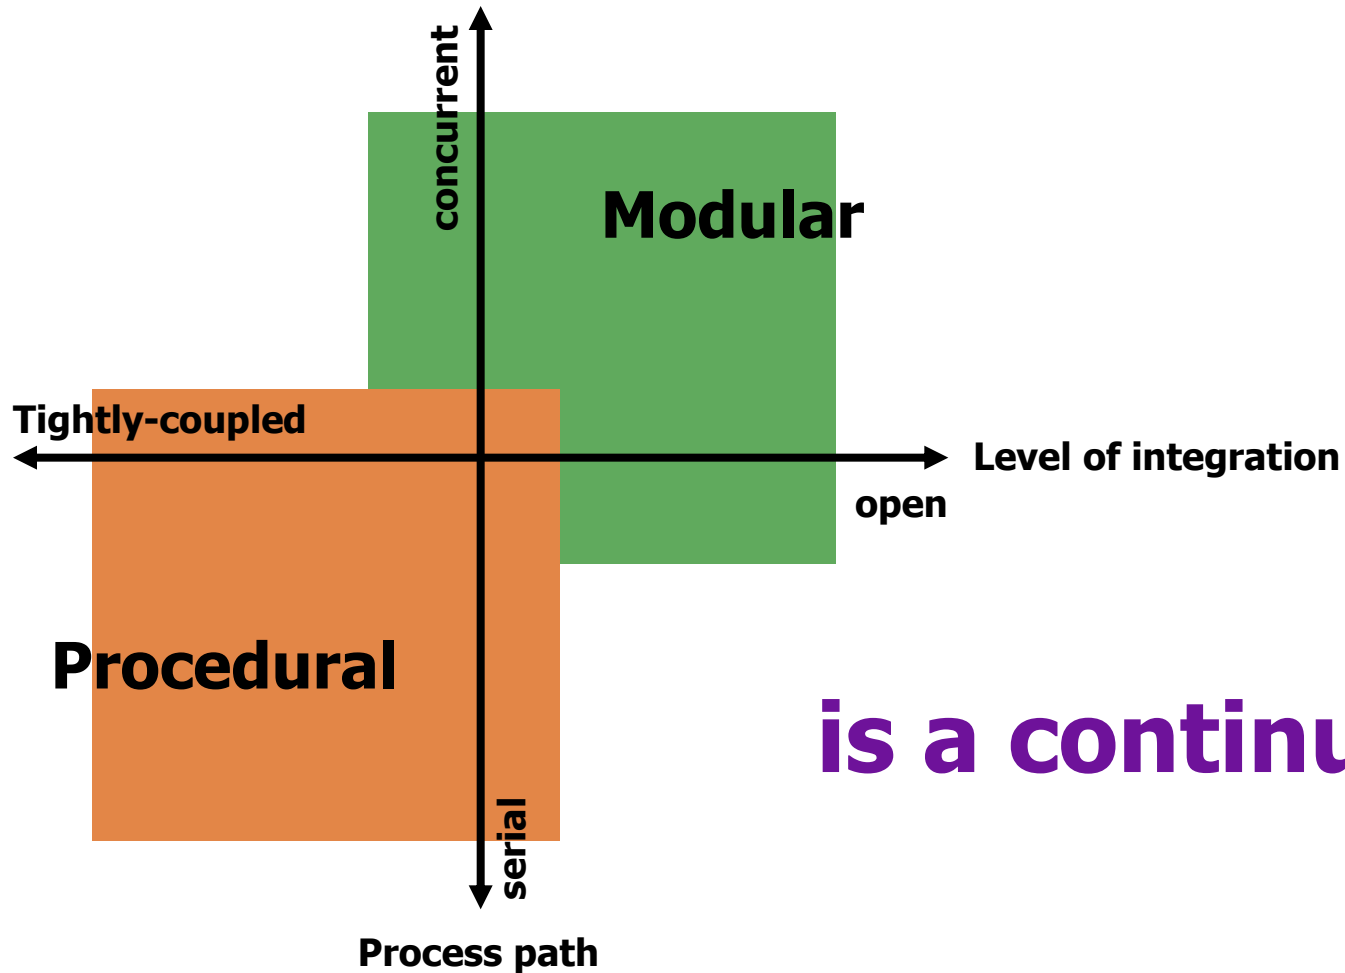 concurrent
Modular
Tightly-coupled
Level of integration
open
Procedural
is a
serial
Process path